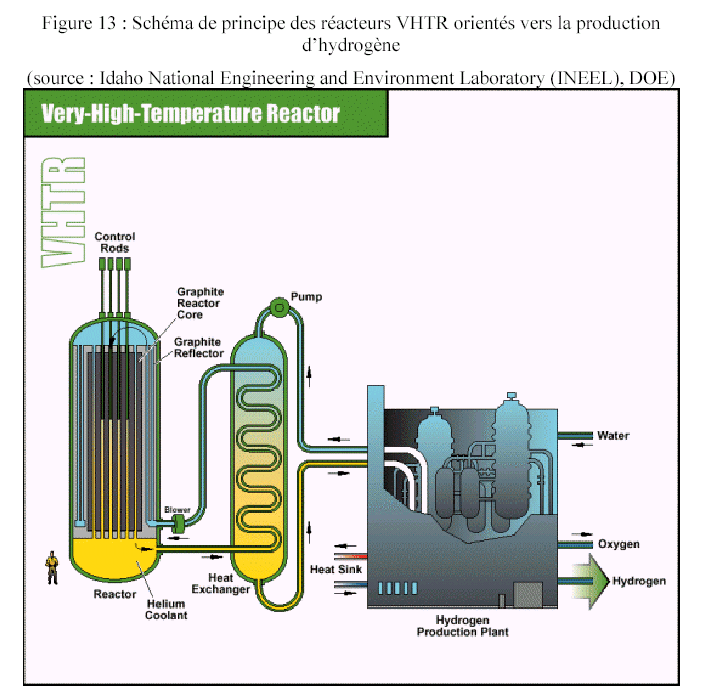 Figure 13 : Schéma de principe des réacteurs VHTR orientés vers la production
d'hydrogène
(source : Idaho National Engineering and Environment Laboratory (INEEL), DOE)
Very-High-Temperature Reactor
VHTR
Control
Rods
Graphite
Reactor
Core
Graphite
Reflector
Pump
Blower
Water
Oxygen
Heat Sink
Hydrogen
Heat
Exchanger
Reactor
Helium
Coolant
Hydrogen
Production Plant